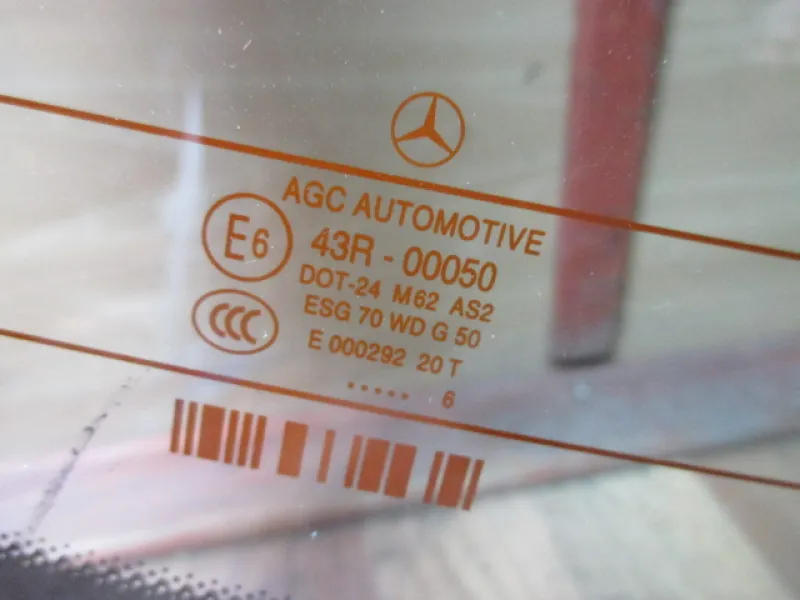 AGC AUTOMOTIVE
E6
43R - 00050
DOT-24 M62 AS2
CCC
ESG 70 WD G 50
E 000292 20 T
..... 6